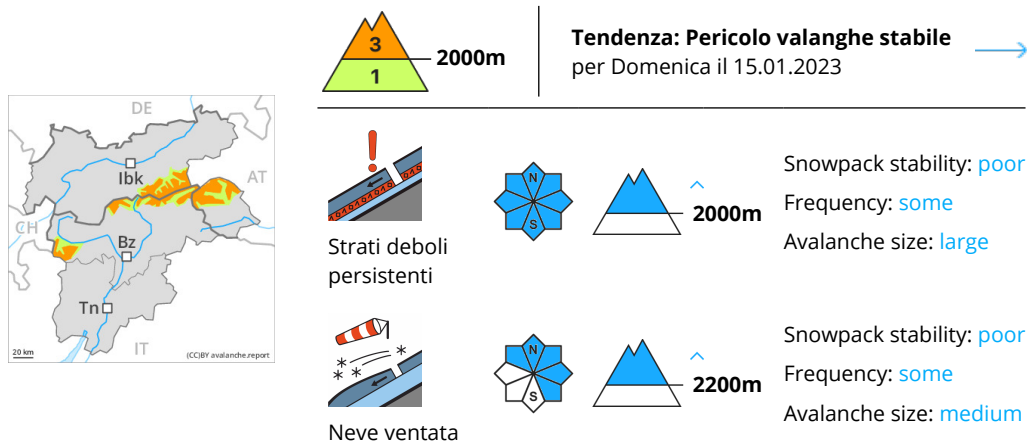 3
1
2000m
Tendenza: Pericolo valanghe stabile
per Domenica il 15.01.2023
DE
Ibk
AT
CH
Bz
Tn
IT
20 km
(CC)BY avalanche.report
Strati deboli
persistenti
N
S
2000m
Snowpack stability: poor
Frequency: some
Avalanche size: large
Neve ventata
N
S
2200m
Snowpack stability: poor
Frequency: some
Avalanche size: medium